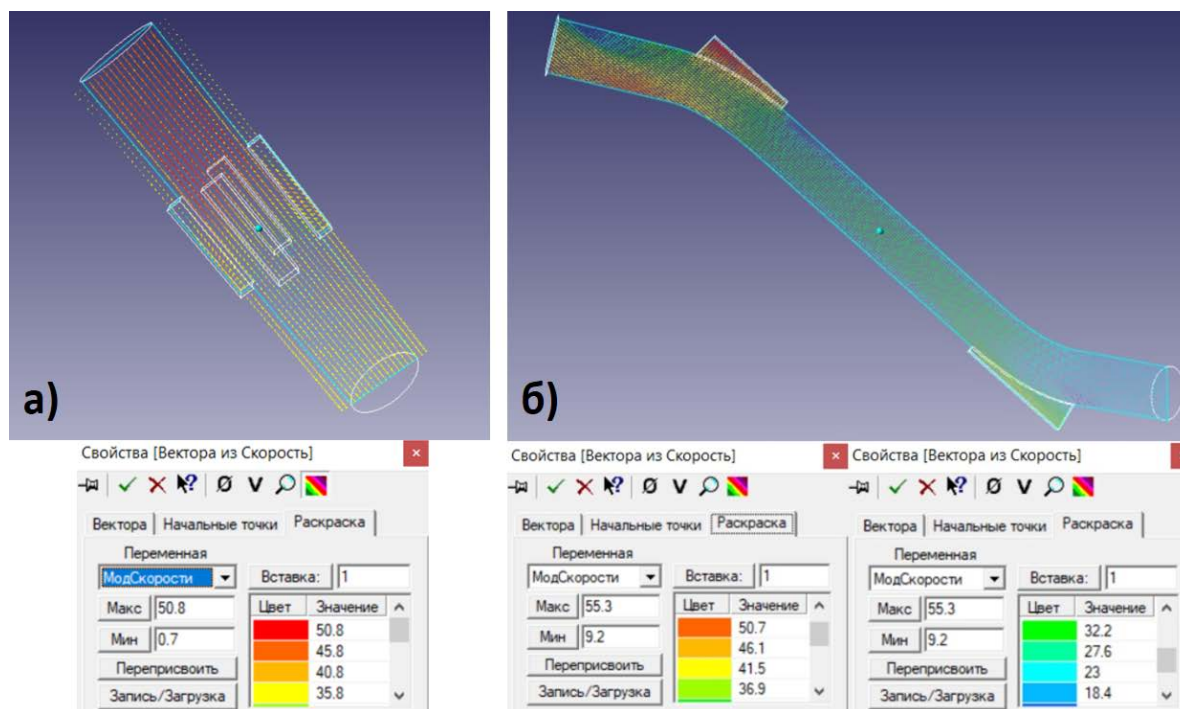 а)
б)
Свойства [Вектора из Скорость]
Вектора Начальные точки Раскраска
Переменная
МодСкорости Вставка: 1
Макс 50.8 Цвет Значение
Мин 0.7 50.8
45.8
Переприсвоить 40.8
Запись/Загрузка 35.8
Свойства [Вектора из Скорость]
Вектора Начальные точки Раскраска
Переменная
МодСкорости Вставка: 1
Макс 55.3 Цвет Значение
Мин 9.2 50.7
46.1
Переприсвоить 41.5
Запись/Загрузка 36.9
Свойства [Вектора из Скорость]
Вектора Начальные точки Раскраска
Переменная
МодСкорости Вставка: 1
Макс 55.3 Цвет Значение
Мин 9.2 32.2
27.6
Переприсвоить 23
Запись/Загрузка 18.4